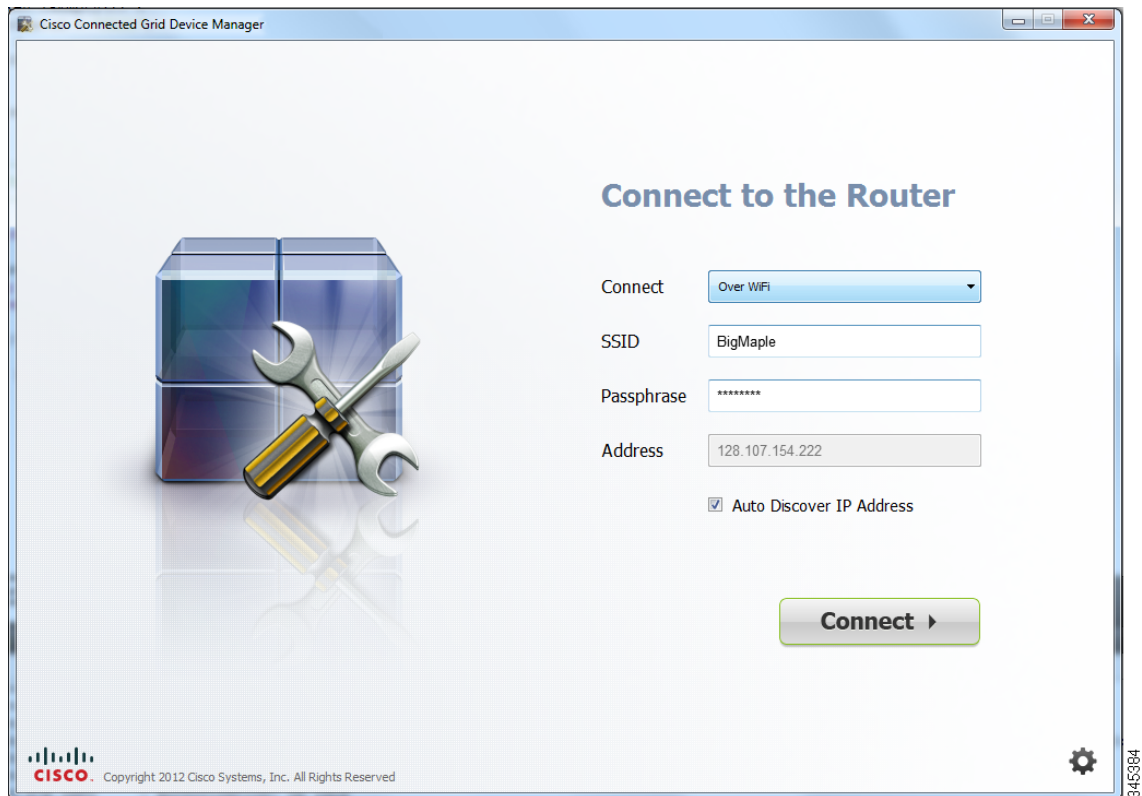 Cisco Connected Grid Device Manager
Connect to the Router
Connect Over WiFi
SSID BigMaple
Passphrase ********
Address 128.107.154.222
Auto Discover IP Address
Connect
CISCO. Copyright 2012 Cisco Systems, Inc. All Rights Reserved
345384